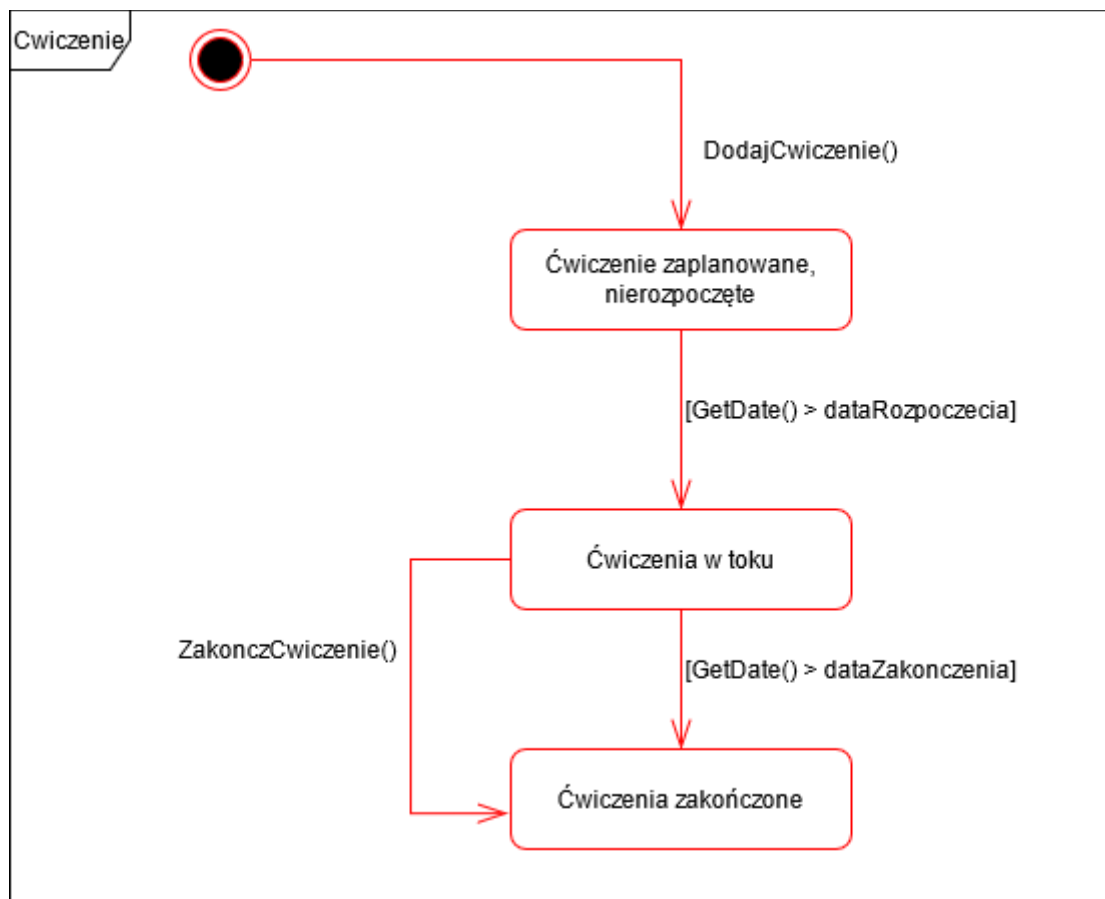 Cwiczenie
DodajCwiczenie()
Ćwiczenie zaplanowane,
nierozpoczęte
[GetDate() > dataRozpoczecia]
Ćwiczenia w toku
ZakonczCwiczenie()
[GetDate() > dataZakonczenia]
Ćwiczenia zakończone